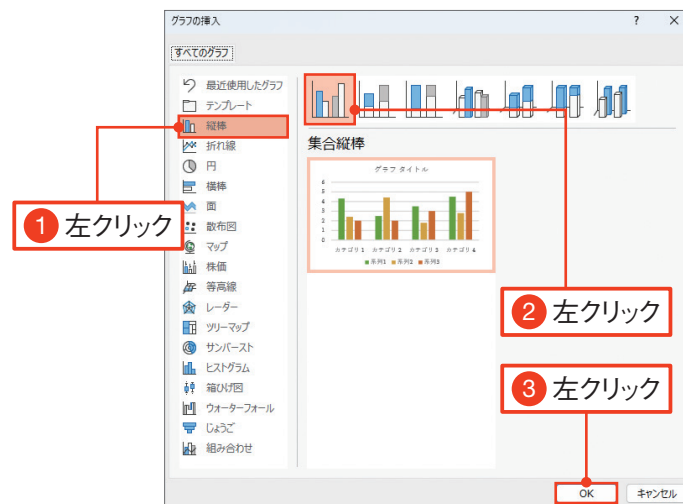 グラフの挿入
? ×
すべてのグラフ
最近使用したグラフ
テンプレート
縦棒
折れ線
円
横棒
面
散布図
マップ
株価
等高線
レーダー
ツリーマップ
サンバースト
ヒストグラム
箱ひげ図
ウォーターフォール
じょうご
組み合わせ
集合縦棒
グラフ タイトル
6
5
4
3
2
1
0
カテゴリ 1 カテゴリ 2 カテゴリ 3 カテゴリ 4
系列1 系列2 系列3
1 左クリック
2 左クリック
3 左クリック
OK キャンセル